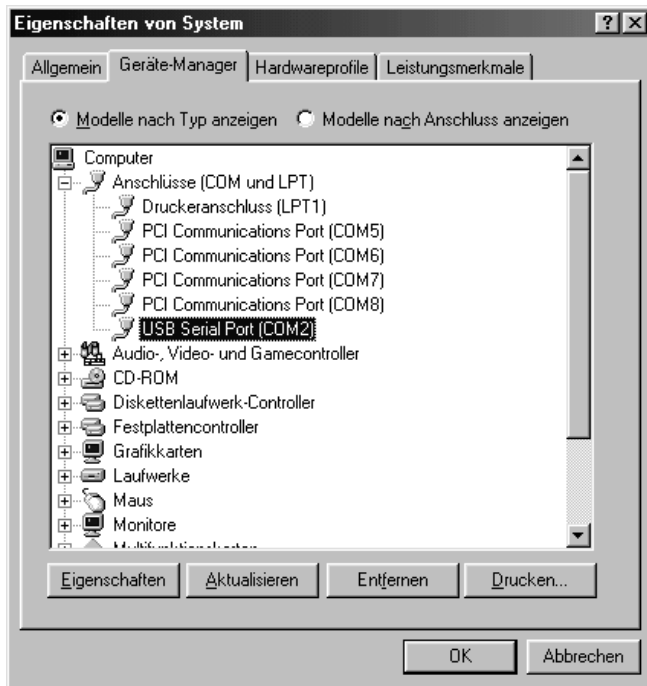 Eigenschaften von System
Allgemein Geräte-Manager Hardwareprofile Leistungsmerkmale
Modelle nach Typ anzeigen Modelle nach Anschluss anzeigen
Computer
Anschlüsse (COM und LPT)
Druckeranschluss (LPT1)
PCI Communications Port (COM5)
PCI Communications Port (COM6)
PCI Communications Port (COM7)
PCI Communications Port (COM8)
USB Serial Port (COM2)
Audio-, Video- und Gamecontroller
CD-ROM
Diskettenlaufwerk-Controller
Festplattencontroller
Grafikkarten
Laufwerke
Maus
Monitore
Multifunktionskarten
Eigenschaften Aktualisieren Entfernen Drucken...
OK Abbrechen